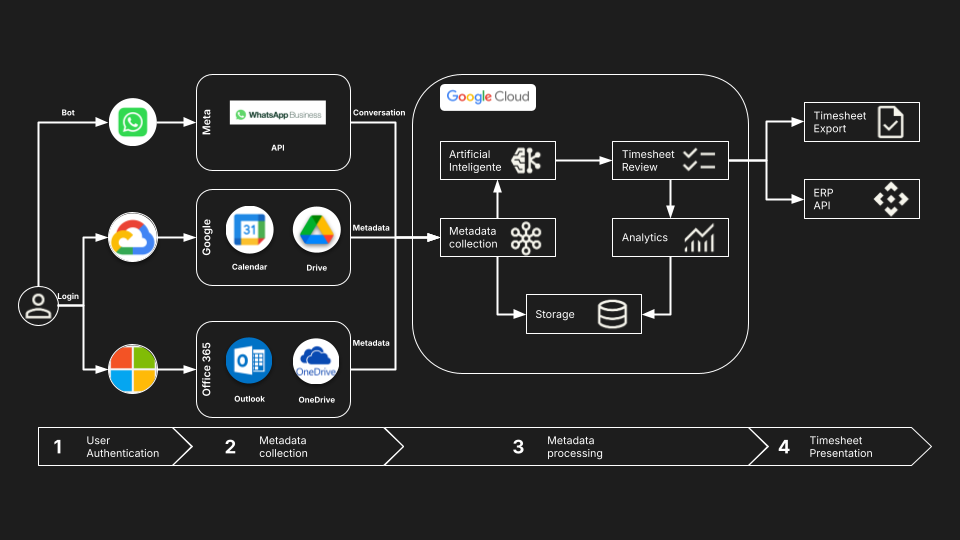 Bot
Login
Meta
WhatsApp Business
API
Conversation
Google
31
Calendar
Drive
Metadata
Office 365
Outlook
OneDrive
OneDrive
Metadata
Google Cloud
Artificial
Inteligente
Timesheet
Review
Metadata
collection
Analytics
Storage
Timesheet
Export
ERP
API
1
User
Authentication
2
Metadata
collection
3
Metadata
processing
4
Timesheet
Presentation